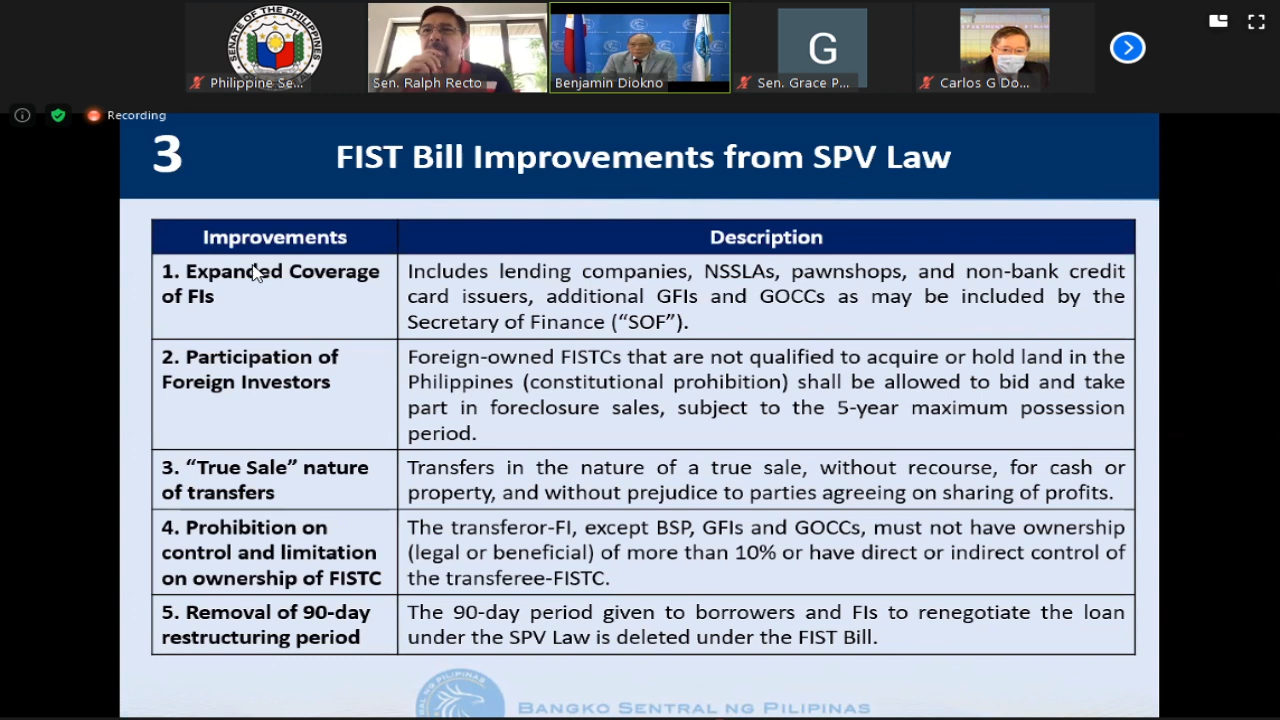 SENATE OF THE PHILIPPINES
G
Philippine Se...
Sen. Ralph Recto
Benjamin Diokno
Sen. Grace P...
Carlos G Do...
Recording
3
FIST Bill Improvements from SPV Law
Improvements
Description
1. Expanded Coverage
of FIs
Includes lending companies, NSSLAs, pawnshops, and non-bank credit
card issuers, additional GFIs and GOCCs as may be included by the
Secretary of Finance (“SOF”).
2. Participation of
Foreign Investors
Foreign-owned FISTCs that are not qualified to acquire or hold land in the
Philippines (constitutional prohibition) shall be allowed to bid and take
part in foreclosure sales, subject to the 5-year maximum possession
period.
3. “True Sale” nature
of transfers
Transfers in the nature of a true sale, without recourse, for cash or
property, and without prejudice to parties agreeing on sharing of profits.
4. Prohibition on
control and limitation
on ownership of FISTC
The transferor-FI, except BSP, GFIs and GOCCs, must not have ownership
(legal or beneficial) of more than 10% or have direct or indirect control of
the transferee-FISTC.
5. Removal of 90-day
restructuring period
The 90-day period given to borrowers and FIs to renegotiate the loan
under the SPV Law is deleted under the FIST Bill.
BANGKO SENTRAL NG PILIPINAS